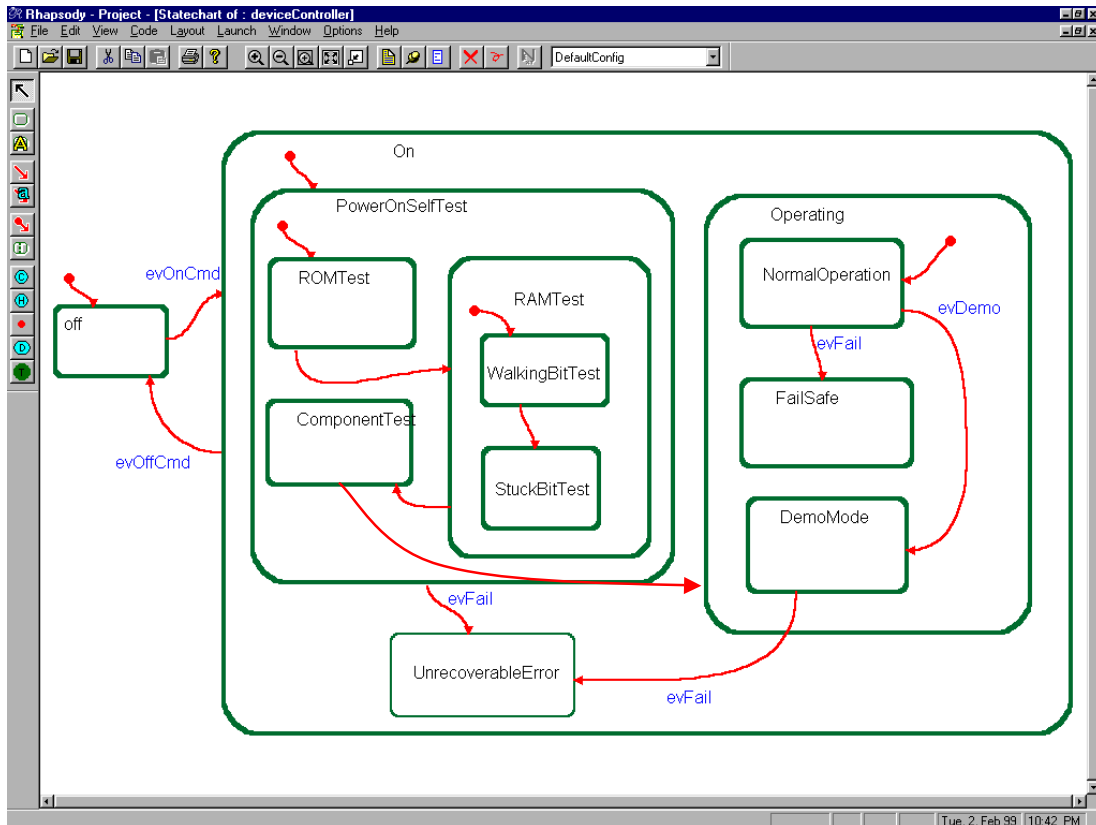 Rhapsody - Project - [Statechart of : deviceController]
File Edit View Code Layout Launch Window Options Help
DefaultConfig
On
PowerOnSelfTest
Operating
ROMTest
NormalOperation
evOnCmd
RAMTest
off
evDemo
evFail
WalkingBitTest
FailSafe
ComponentTest
evOffCmd
StuckBitTest
DemoMode
evFail
UnrecoverableError
evFail
Tue, 2, Feb 99 10:42 PM